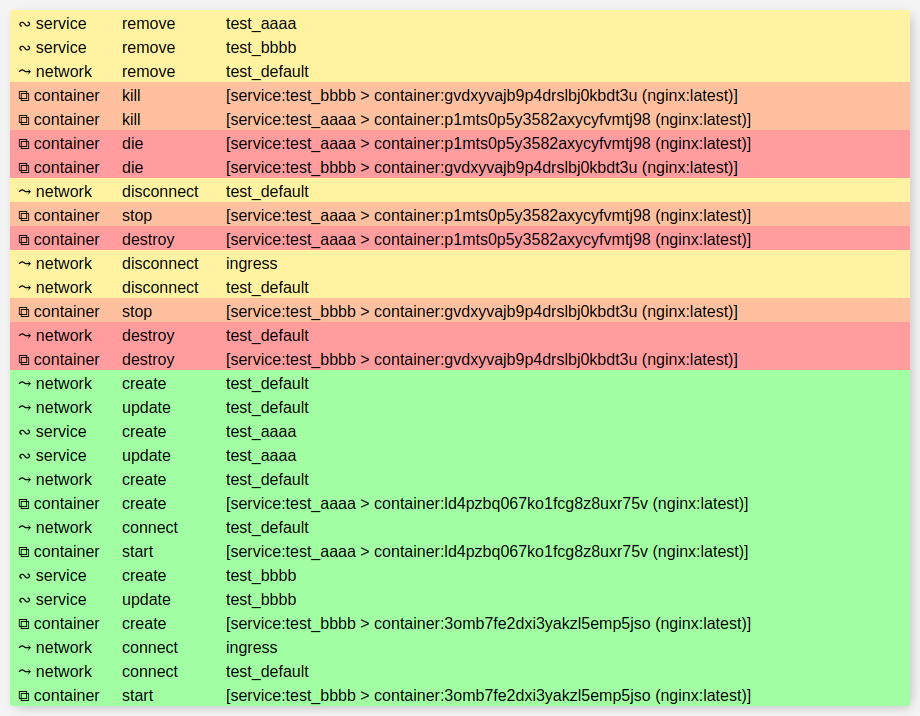 ∾ service remove test_aaaa
∾ service remove test_bbbb
⤳ network remove test_default
⧉ container kill [service:test_bbbb > container:gvdxyvajb9p4drslbj0kbdt3u (nginx:latest)]
⧉ container kill [service:test_aaaa > container:p1mts0p5y3582axycyfvmtj98 (nginx:latest)]
⧉ container die [service:test_aaaa > container:p1mts0p5y3582axycyfvmtj98 (nginx:latest)]
⧉ container die [service:test_bbbb > container:gvdxyvajb9p4drslbj0kbdt3u (nginx:latest)]
⤳ network disconnect test_default
⧉ container stop [service:test_aaaa > container:p1mts0p5y3582axycyfvmtj98 (nginx:latest)]
⧉ container destroy [service:test_aaaa > container:p1mts0p5y3582axycyfvmtj98 (nginx:latest)]
⤳ network disconnect ingress
⤳ network disconnect test_default
⧉ container stop [service:test_bbbb > container:gvdxyvajb9p4drslbj0kbdt3u (nginx:latest)]
⤳ network destroy test_default
⧉ container destroy [service:test_bbbb > container:gvdxyvajb9p4drslbj0kbdt3u (nginx:latest)]
⤳ network create test_default
⤳ network update test_default
∾ service create test_aaaa
∾ service update test_aaaa
⤳ network create test_default
⧉ container create [service:test_aaaa > container:ld4pzbq067ko1fcg8z8uxr75v (nginx:latest)]
⤳ network connect test_default
⧉ container start [service:test_aaaa > container:ld4pzbq067ko1fcg8z8uxr75v (nginx:latest)]
∾ service create test_bbbb
∾ service update test_bbbb
⧉ container create [service:test_bbbb > container:3omb7fe2dxi3yakzl5emp5jso (nginx:latest)]
⤳ network connect ingress
⤳ network connect test_default
⧉ container start [service:test_bbbb > container:3omb7fe2dxi3yakzl5emp5jso (nginx:latest)]